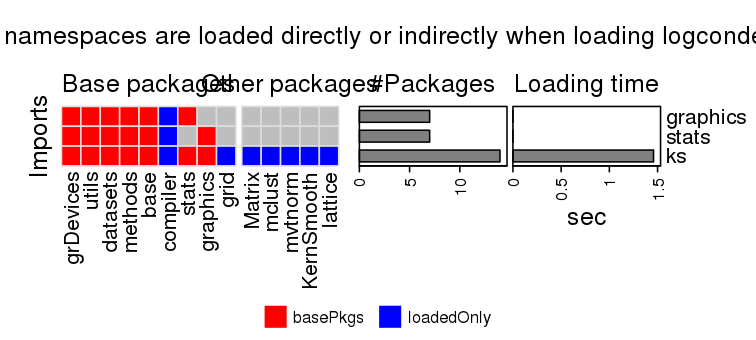 namespaces are loaded directly or indirectly when loading logconde
Base packages
Other packages
#Packages
Loading time
Imports
graphics
stats
ks
grDevices
utils
datasets
methods
base
compiler
stats
graphics
grid
Matrix
mclust
mvtnorm
KernSmooth
lattice
0
5
10
0
0.5
1
1.5
sec
basePkgs
loadedOnly